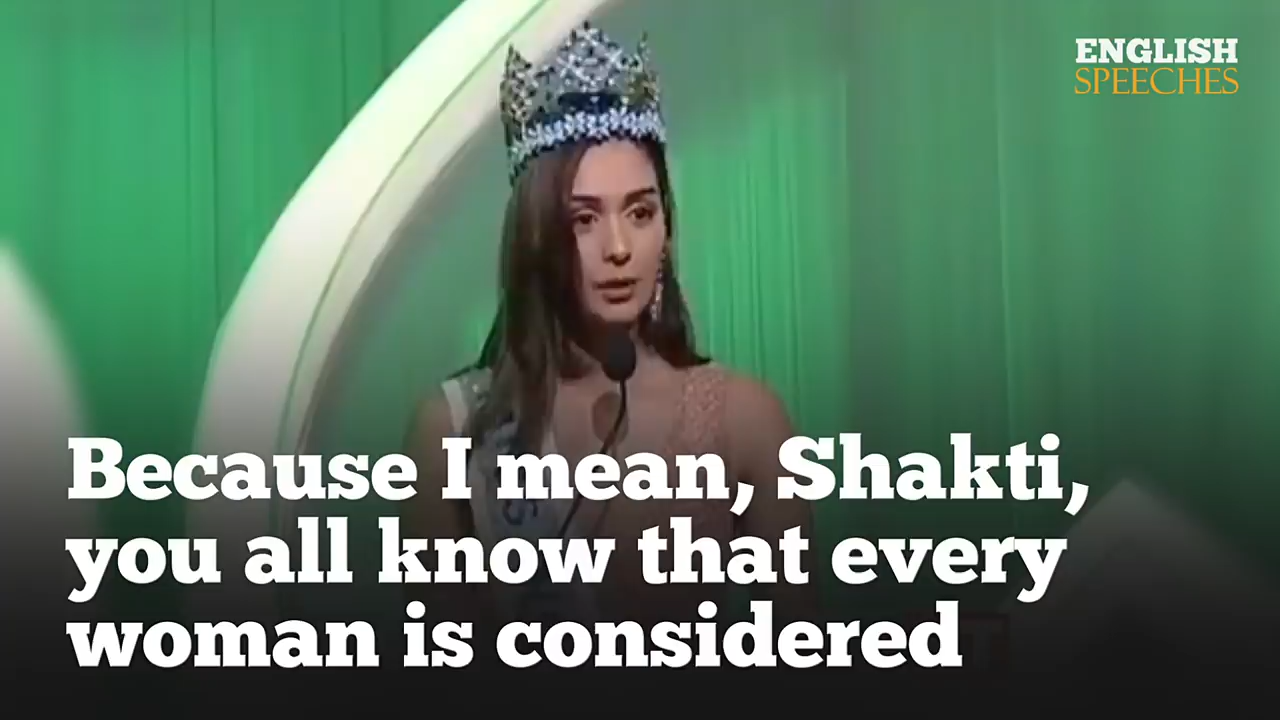 ENGLISH
SPEECHES
Because I mean, Shakti,
you all know that every
woman is considered